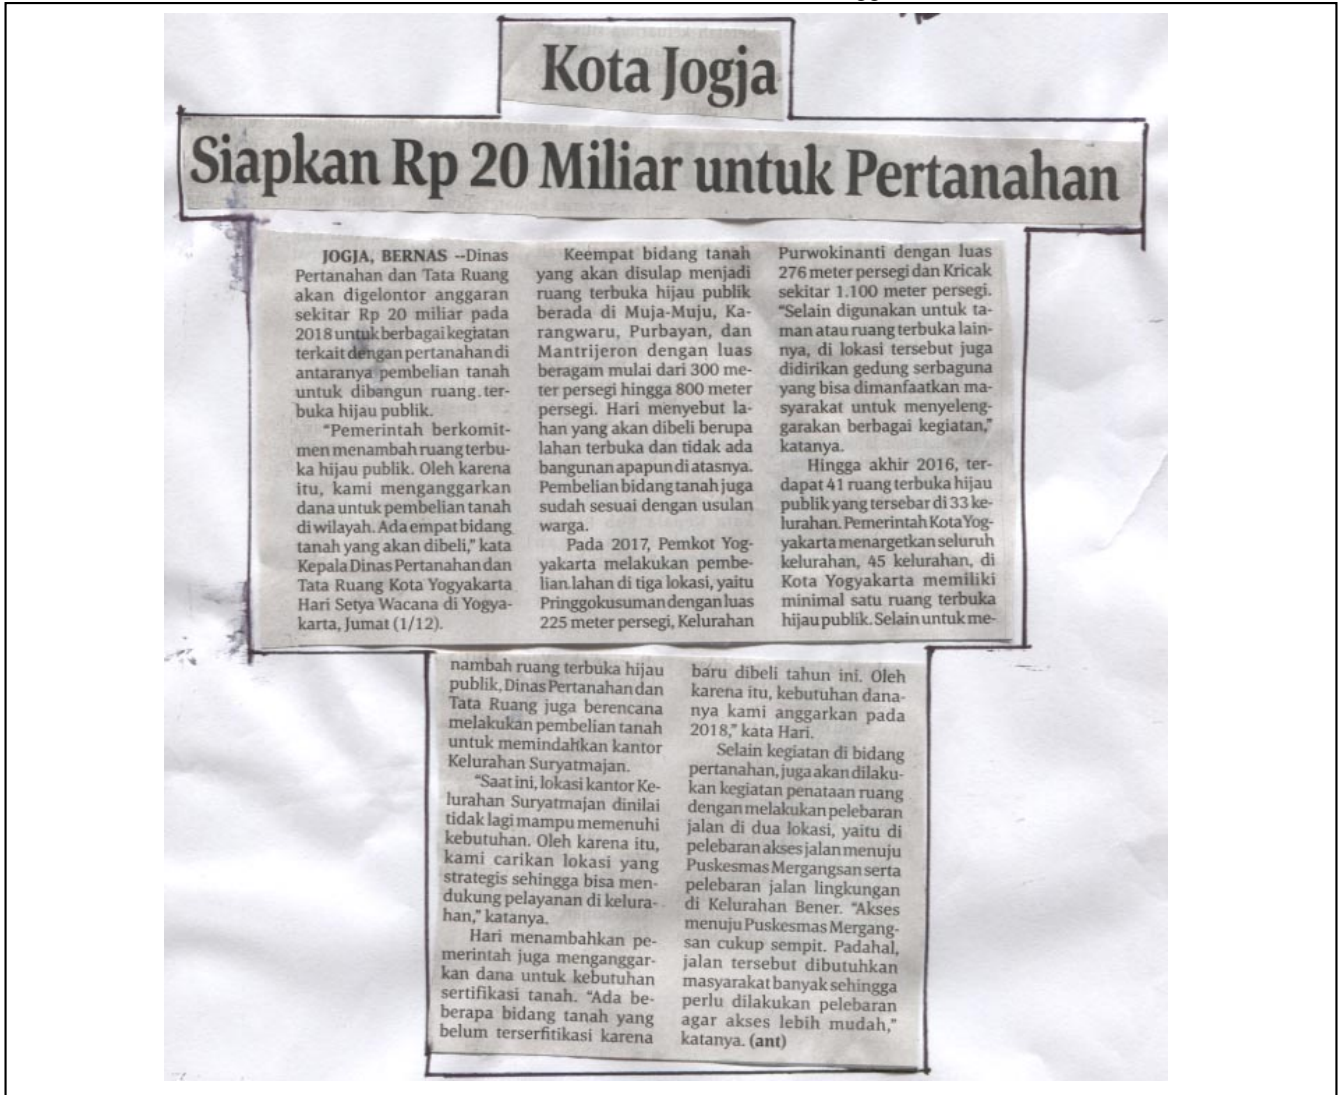 Kota Jogja
Siapkan Rp 20 Miliar untuk Pertanahan
JOGJA, BERNAS --Dinas
Pertanahan dan Tata Ruang
akan digelontor anggaran
sekitar Rp 20 miliar pada
2018 untuk berbagai kegiatan
terkait dengan pertanahan di
antaranya pembelian tanah
untuk dibangun ruang ter-
buka hijau publik.
"Pemerintah berkomit-
men menambah ruang terbu-
ka hijau publik. Oleh karena
itu, kami menganggarkan
dana untuk pembelian tanah
di wilayah. Ada empat bidang
tanah yang akan dibeli," kata
Kepala Dinas Pertanahan dan
Tata Ruang Kota Yogyakarta
Hari Setya Wacana di Yogya-
karta, Jumat (1/12).
Keempat bidang tanah
yang akan disulap menjadi
ruang terbuka hijau publik
berada di Muja-Muju, Ka-
rangwaru, Purbayan, dan
Mantrijeron dengan luas
beragam mulai dari 300 me-
ter persegi hingga 800 meter
persegi. Hari menyebut la-
han yang akan dibeli berupa
lahan terbuka dan tidak ada
bangunan apapun di atasnya.
Pembelian bidang tanah juga
sudah sesuai dengan usulan
warga.
Pada 2017, Pemkot Yog-
yakarta melakukan pembe-
lian lahan di tiga lokasi, yaitu
Pringgokusuman dengan luas
225 meter persegi, Kelurahan
Purwokinanti dengan luas
276 meter persegi dan Kricak
sekitar 1.100 meter persegi.
"Selain digunakan untuk ta-
man atau ruang terbuka lain-
nya, di lokasi tersebut juga
didirikan gedung serbaguna
yang bisa dimanfaatkan ma-
syarakat untuk menyeleng-
garakan berbagai kegiatan,"
katanya.
Hingga akhir 2016, ter-
dapat 41 ruang terbuka hijau
publik yang tersebar di 33 ke-
lurahan. Pemerintah Kota Yog-
yakarta menargetkan seluruh
kelurahan, 45 kelurahan, di
Kota Yogyakarta memiliki
minimal satu ruang terbuka
hijau publik. Selain untuk me-
nambah ruang terbuka hijau
publik, Dinas Pertanahan dan
Tata Ruang juga berencana
melakukan pembelian tanah
untuk memindahkan kantor
Kelurahan Suryatmajan.
"Saat ini, lokasi kantor Ke-
lurahan Suryatmajan dinilai
tidak lagi mampu memenuhi
kebutuhan. Oleh karena itu,
kami carikan lokasi yang
strategis sehingga bisa men-
dukung pelayanan di kelura-
han," katanya.
Hari menambahkan pe-
merintah juga menganggar-
kan dana untuk kebutuhan
sertifikasi tanah. "Ada be-
berapa bidang tanah yang
belum terserfitikasi karena
baru dibeli tahun ini. Oleh
karena itu, kebutuhan dana-
nya kami anggarkan pada
2018," kata Hari.
Selain kegiatan di bidang
pertanahan, juga akan dilaku-
kan kegiatan penataan ruang
dengan melakukan pelebaran
jalan di dua lokasi, yaitu di
pelebaran akses jalan menuju
Puskesmas Mergangsan serta
pelebaran jalan lingkungan
di Kelurahan Bener. "Akses
menuju Puskesmas Mergang-
san cukup sempit. Padahal,
jalan tersebut dibutuhkan
masyarakat banyak sehingga
perlu dilakukan pelebaran
agar akses lebih mudah,"
katanya. (ant)